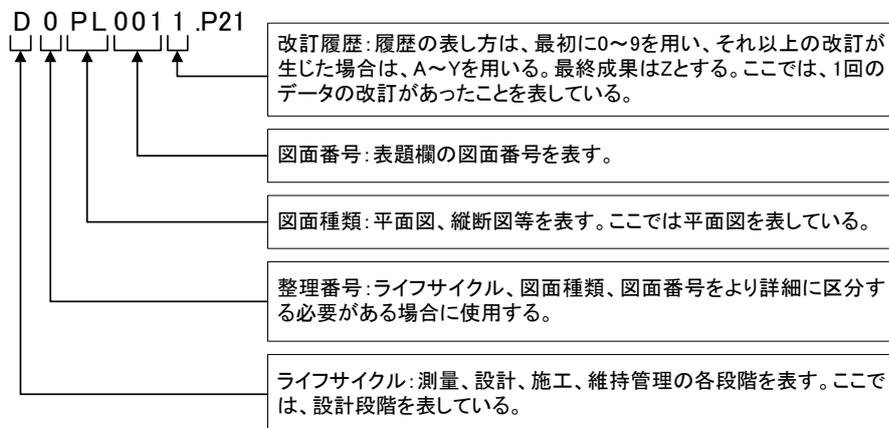 D 0 PL 001 1 .P21
改訂履歴:履歴の表し方は、最初に0~9を用い、それ以上の改訂が
生じた場合は、A~Yを用いる。最終成果はZとする。ここでは、1回の
データの改訂があったことを表している。
図面番号:表題欄の図面番号を表す。
図面種類:平面図、縦断図等を表す。ここでは平面図を表している。
整理番号:ライフサイクル、図面種類、図面番号をより詳細に区分す
る必要がある場合に使用する。
ライフサイクル:測量、設計、施工、維持管理の各段階を表す。ここで
は、設計段階を表している。